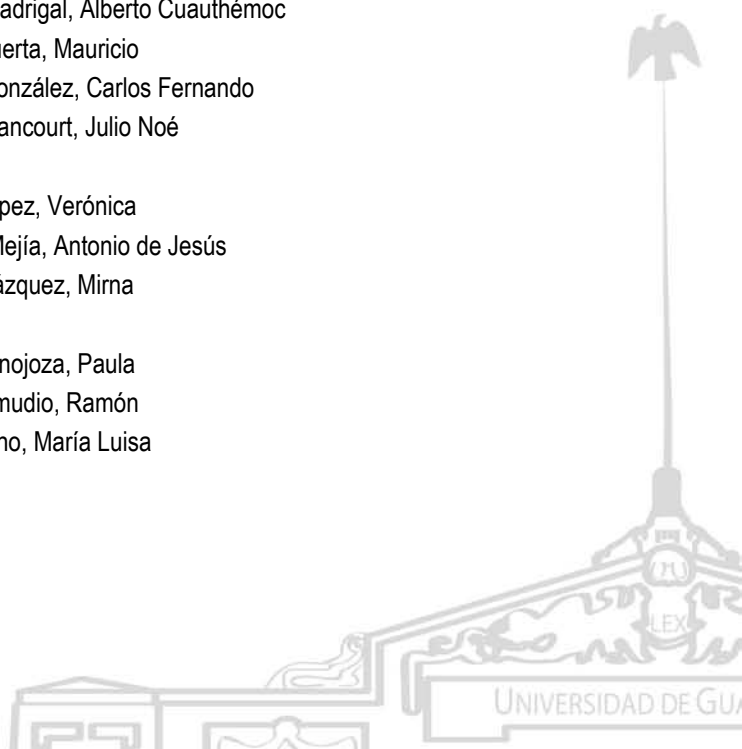 adrigal, Alberto Cuauthémoc
uerta, Mauricio
onzález, Carlos Fernando
ancourt, Julio Noé
pez, Verónica
Mejía, Antonio de Jesús
ázquez, Mirna
nojoza, Paula
mudio, Ramón
no, María Luisa
LEX
UNIVERSIDAD DE GUA